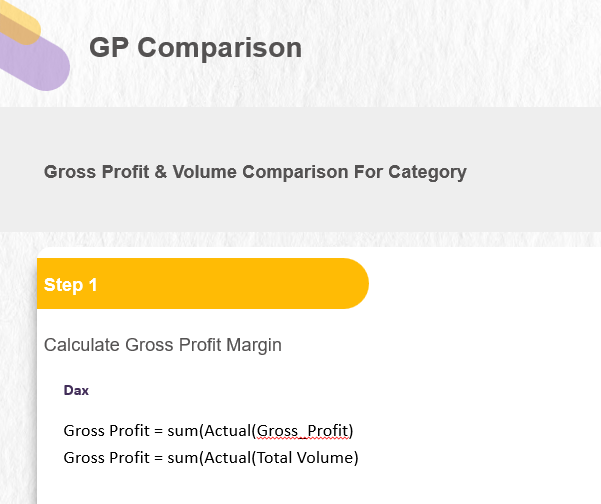 GP Comparison
Gross Profit & Volume Comparison For Category
Step 1
Calculate Gross Profit Margin
Dax
Gross Profit = sum(Actual(Gross_Profit)
Gross Profit = sum(Actual(Total Volume)